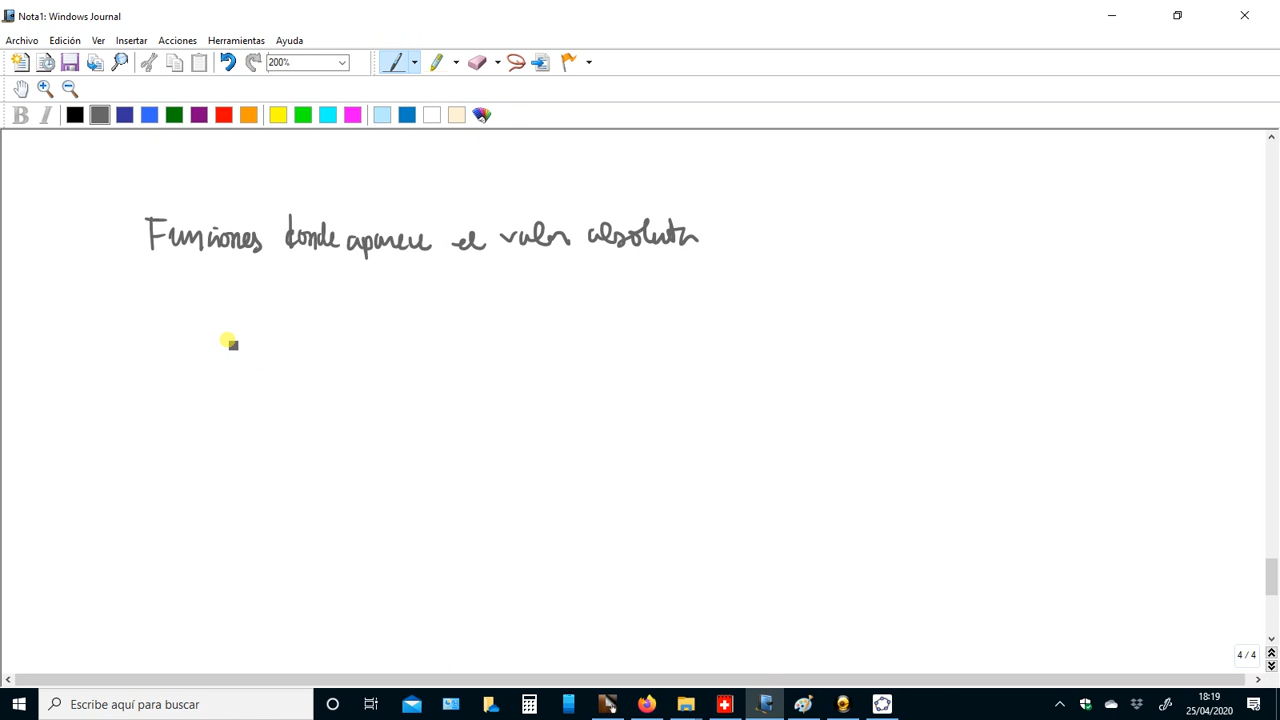 Nota1: Windows Journal
Archivo Edición Ver Insertar Acciones Herramientas Ayuda
200%
B I
Funciones donde aparece el valor absoluto
4 / 4
Escribe aquí para buscar
18:19
25/04/2020